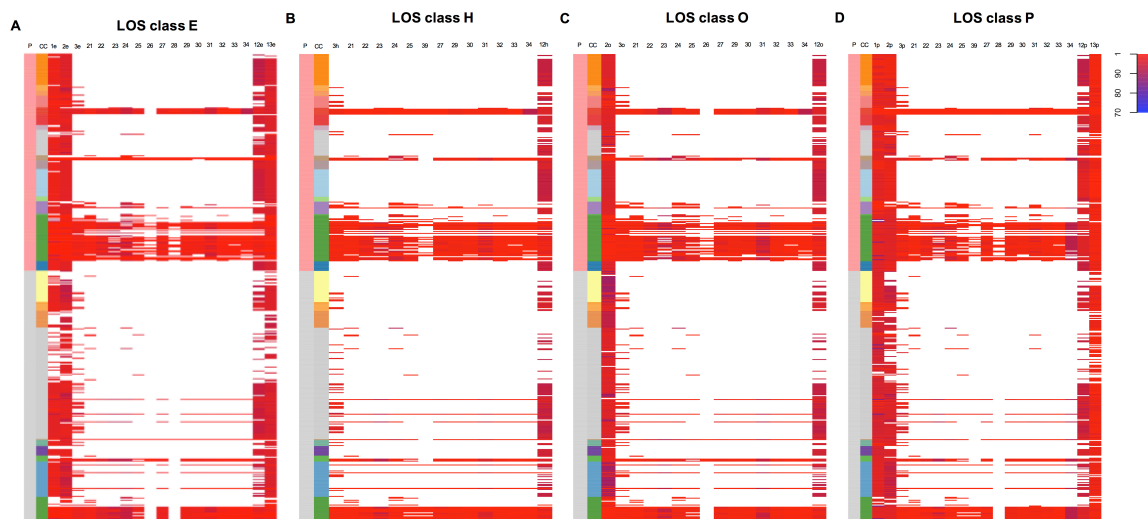 A
LOS class E
P CC 1e 2e 3e 21 22 23 24 25 26 27 28 29 30 31 32 33 34 12e 13e
B
LOS class H
P CC 3h 21 22 23 24 25 39 27 28 29 30 31 32 33 34 12h
C
LOS class O
P CC 2o 3o 21 22 23 24 25 26 27 28 29 30 31 32 33 34 12o
D
LOS class P
P CC 1p 2p 3p 21 22 23 24 25 26 27 28 29 30 31 32 33 34 12p 13p
1
90
80
70